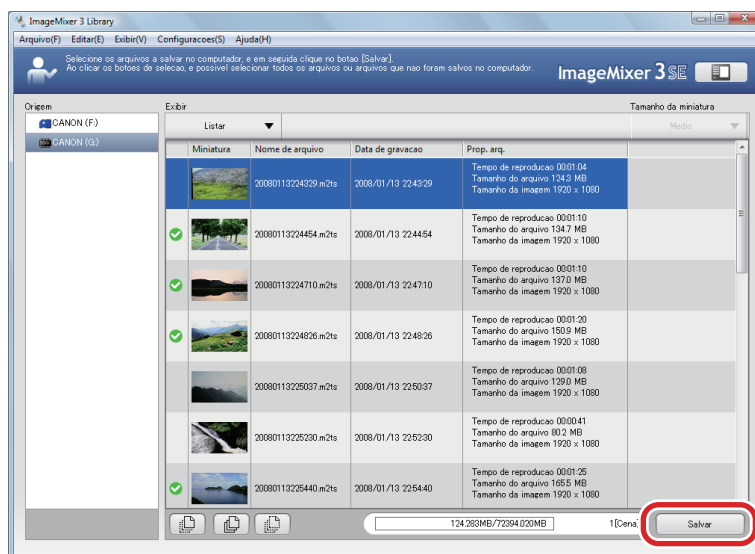 ImageMixer 3 Library
Arquivo(F) Editar(E) Exibir(V) Configuracoes(S) Ajuda(H)
Selecione os arquivos a salvar no computador, e em seguida clique no botao [Salvar].
Ao clicar os botoes de selecao, e possivel selecionar todos os arquivos ou arquivos que nao foram salvos no computador.
ImageMixer 3 SE
Origem
Exibir
Tamanho da miniatura
CANON (F:)
CANON (G:)
Listar
Medio
Miniatura Nome de arquivo Data de gravacao Prop. arq.
Tempo de reproducao 00:01:04
20080113224329.m2ts 2008/01/13 22:43:29 Tamanho do arquivo 124.3 MB
Tamanho da imagem 1920 x 1080
Tempo de reproducao 00:01:10
20080113224454.m2ts 2008/01/13 22:44:54 Tamanho do arquivo 134.7 MB
Tamanho da imagem 1920 x 1080
Tempo de reproducao 00:01:10
20080113224710.m2ts 2008/01/13 22:47:10 Tamanho do arquivo 137.0 MB
Tamanho da imagem 1920 x 1080
Tempo de reproducao 00:01:20
20080113224826.m2ts 2008/01/13 22:48:26 Tamanho do arquivo 150.9 MB
Tamanho da imagem 1920 x 1080
Tempo de reproducao 00:01:08
20080113225037.m2ts 2008/01/13 22:50:37 Tamanho do arquivo 129.0 MB
Tamanho da imagem 1920 x 1080
Tempo de reproducao 00:00:41
20080113225230.m2ts 2008/01/13 22:52:30 Tamanho do arquivo 80.2 MB
Tamanho da imagem 1920 x 1080
Tempo de reproducao 00:01:25
20080113225440.m2ts 2008/01/13 22:54:40 Tamanho do arquivo 165.5 MB
Tamanho da imagem 1920 x 1080
124.283MB/72394.020MB
1[Cena]
Salvar